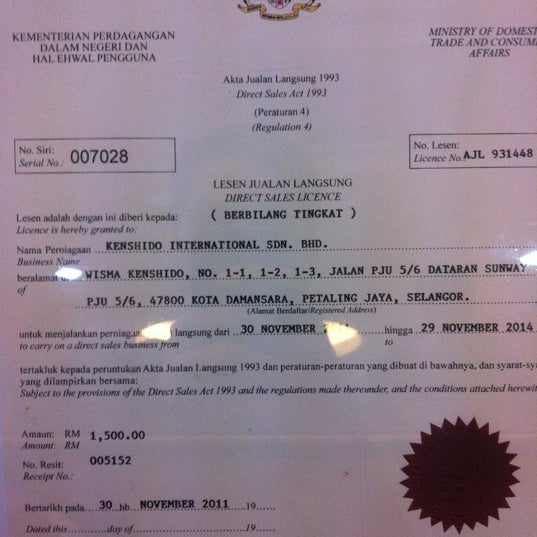 KEMENTERIAN PERDAGANGAN
DALAM NEGERI DAN
HAL EHWAL PENGGUNA
MINISTRY OF DOMEST
TRADE AND CONSUM
AFFAIRS
Akta Jualan Langsung 1993
Direct Sales Act 1993
(Peraturan 4)
(Regulation 4)
No. Siri:
Serial No.: 007028
No. Lesen:
Licence No. AJL 931448
LESEN JUALAN LANGSUNG
DIRECT SALES LICENCE
Lesen adalah dengan ini diberi kepada: ( BERBILANG TINGKAT )
Licence is hereby granted to:
Nama Perniagaan KENSHIDO INTERNATIONAL SDN. BHD.
Business Name
beralamat WISMA KENSHIDO, NO. 1-1, 1-2, 1-3, JALAN PJU 5/6 DATARAN SUNWAY
of
PJU 5/6, 47800 KOTA DAMANSARA, PETALING JAYA, SELANGOR.
(Alamat Berdaftar/Registered Address)
untuk menjalankan perniagaan langsung dari 30 NOVEMBER hingga 29 NOVEMBER 2014
to carry on a direct sales business from to
tertakluk kepada peruntukan Akta Jualan Langsung 1993 dan peraturan-peraturan yang dibuat di bawahnya, dan syarat-sya
yang dilampirkan bersama:
Subject to the provisions of the Direct Sales Act 1993 and the regulations made thereunder, and the conditions attached herewit
Amaun: RM 1,500.00
Amount: RM
No. Resit: 005152
Receipt No.:
Bertarikh pada 30 hb. NOVEMBER 2011 19
Dated this day of 19